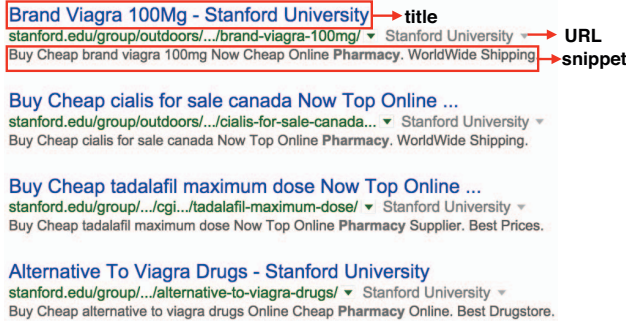 Brand Viagra 100Mg - Stanford University title
stanford.edu/group/outdoors/.../brand-viagra-100mg/ Stanford University URL
Buy Cheap brand viagra 100mg Now Cheap Online Pharmacy. WorldWide Shipping. snippet
Buy Cheap cialis for sale canada Now Top Online ...
stanford.edu/group/outdoors/.../cialis-for-sale-canada... Stanford University
Buy Cheap cialis for sale canada Now Top Online Pharmacy. WorldWide Shipping.
Buy Cheap tadalafil maximum dose Now Top Online ...
stanford.edu/group/.../cgi.../tadalafil-maximum-dose/ Stanford University
Buy Cheap tadalafil maximum dose Now Top Online Pharmacy Supplier. Best Prices.
Alternative To Viagra Drugs - Stanford University
stanford.edu/group/.../alternative-to-viagra-drugs/ Stanford University
Buy Cheap alternative to viagra drugs Online Cheap Pharmacy Online. Best Drugstore.